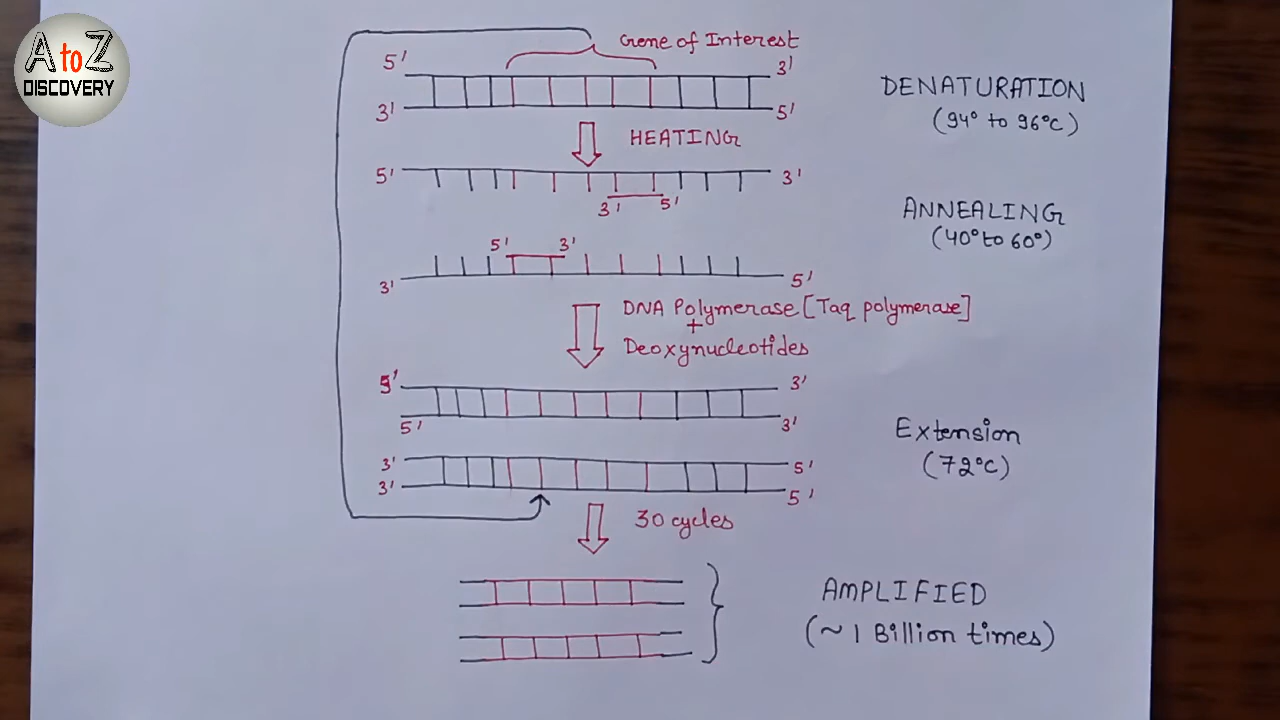 A to Z
DISCOVERY
Gene of Interest
5' 3'
3' 5'
DENATURATION
(94° to 96°C)
HEATING
5' 3'
3' 5'
ANNEALING
(40° to 60°)
5' 3'
3' 5'
DNA Polymerase [Taq polymerase]
+
Deoxynucleotides
5' 3'
5' 3'
Extension
(72°C)
3' 5'
3' 5'
30 cycles
AMPLIFIED
(~1 Billion times)